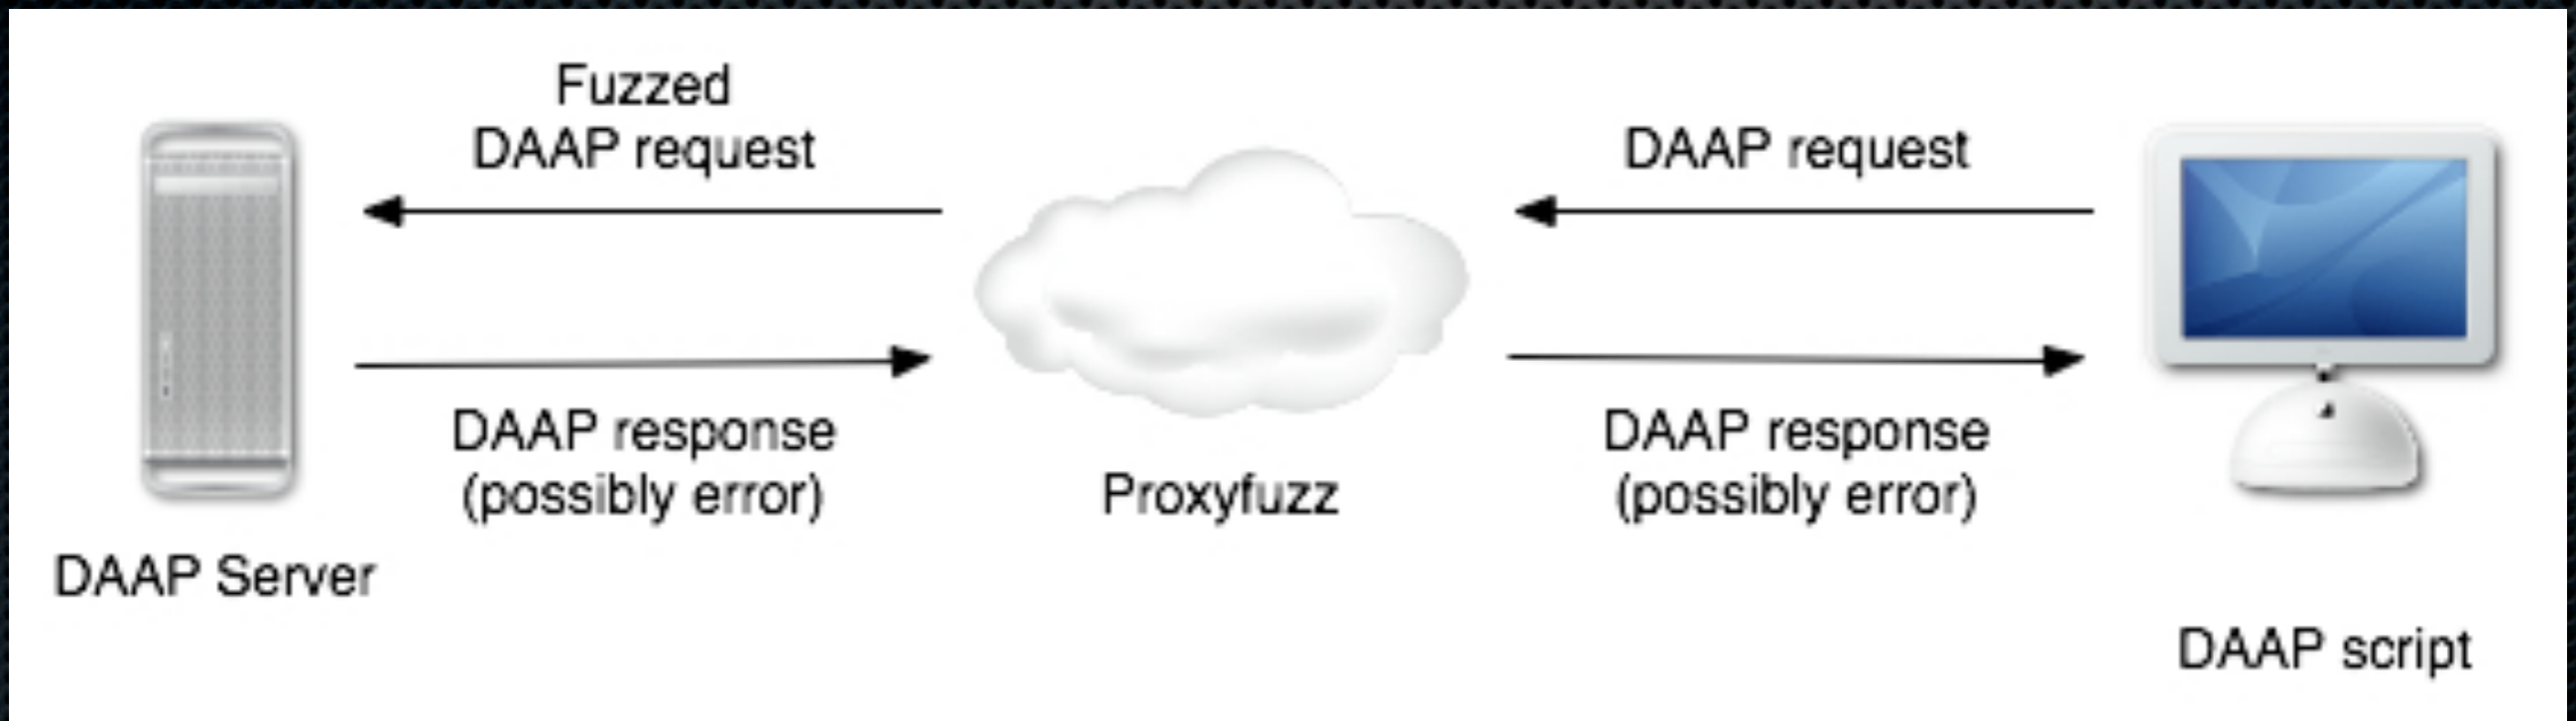 Fuzzed
DAAP request
DAAP request
DAAP response
(possibly error)
DAAP response
(possibly error)
Proxyfuzz
DAAP Server
DAAP script